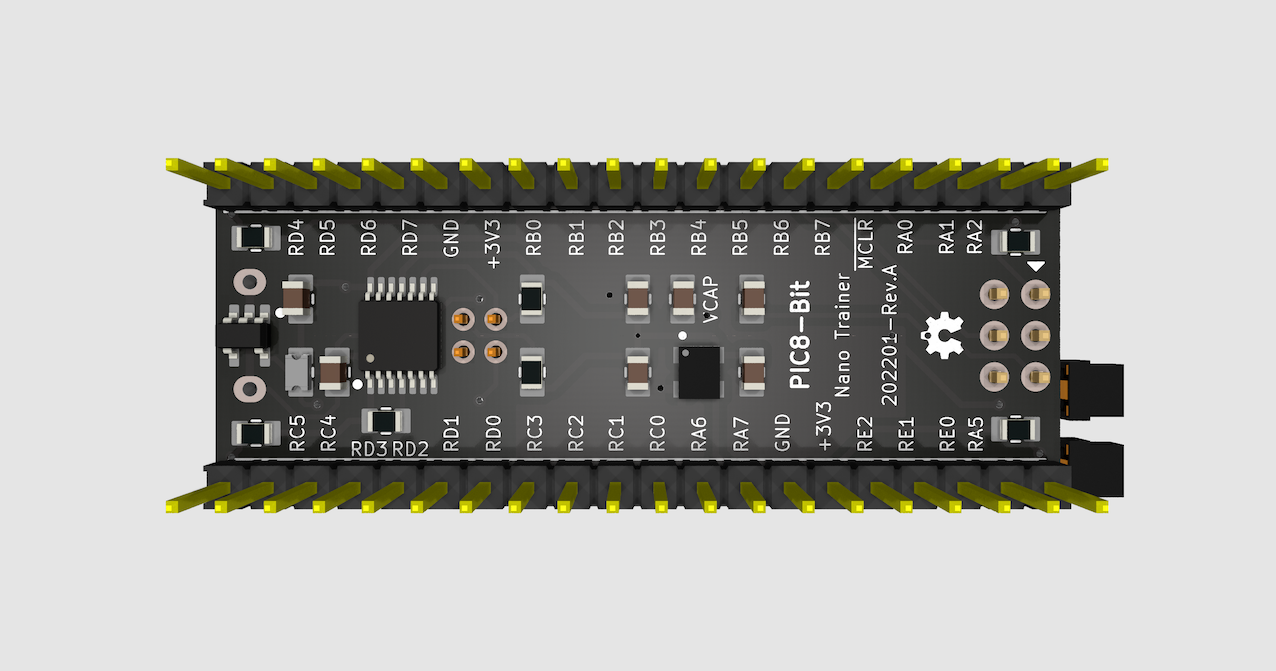 RD4
RD5
RD6
RD7
GND
+3V3
RB0
RB1
RB2
RB3
RB4
RB5
RB6
RB7
MCLR
RA0
RA1
RA2
VCAP
PIC8-Bit
Nano Trainer
202201-Rev.A
RC5
RC4
RD3
RD2
RD1
RD0
RC3
RC2
RC1
RC0
RA6
RA7
GND
+3V3
RE2
RE1
RE0
RA5